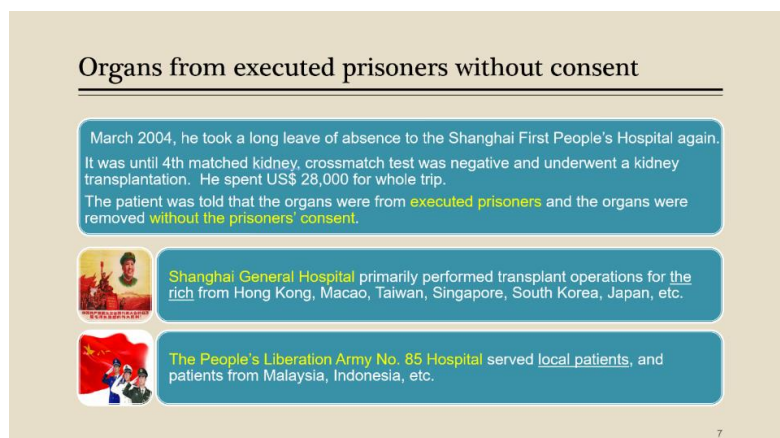 Organs from executed prisoners without consent
March 2004, he took a long leave of absence to the Shanghai First People's Hospital again.
It was until 4th matched kidney, crossmatch test was negative and underwent a kidney
transplantation. He spent US$ 28,000 for whole trip.
The patient was told that the organs were from executed prisoners and the organs were
removed without the prisoners' consent.
Shanghai General Hospital primarily performed transplant operations for the
rich from Hong Kong, Macao, Taiwan, Singapore, South Korea, Japan, etc.
The People's Liberation Army No. 85 Hospital served local patients, and
patients from Malaysia, Indonesia, etc.
7